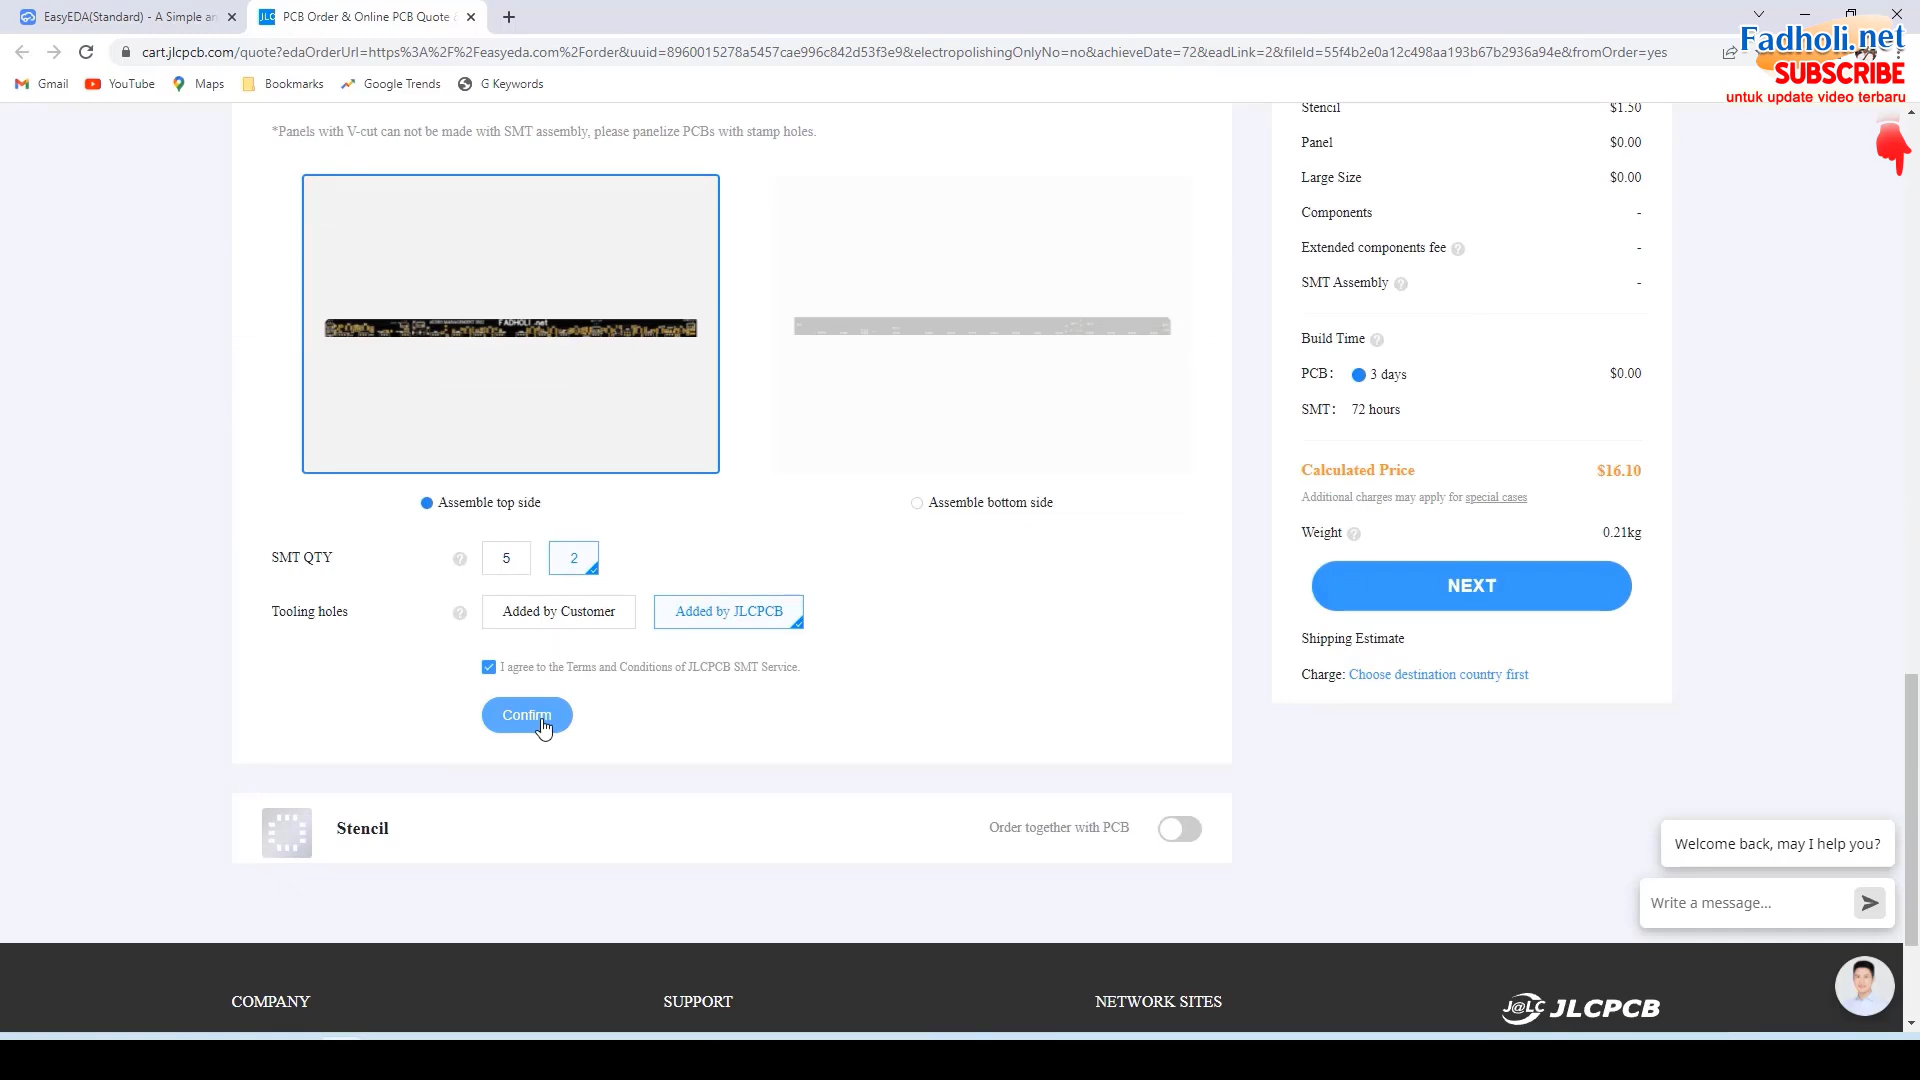 EasyEDA(Standard) - A Simple an
PCB Order & Online PCB Quote &
cart.jlcpcb.com/quote?edaOrderUrl=https%3A%2F%2Feasyeda.com%2Forder&uuid=8960015278a5457cae996c842d53f3e9&electropolishingOnlyNo=no&achieveDate=72&eadLink=2&fileId=55f4b2e0a12c498aa193b67b2936a94e&fromOrder=yes
Gmail YouTube Maps Bookmarks Google Trends G Keywords
Fadholi.net
SUBSCRIBE
untuk update video terbaru
*Panels with V-cut can not be made with SMT assembly, please panelize PCBs with stamp holes.
FADHOLI .net
Assemble top side
Assemble bottom side
SMT QTY ? 5 2
Tooling holes ? Added by Customer Added by JLCPCB
I agree to the Terms and Conditions of JLCPCB SMT Service.
Confirm
Stencil
Order together with PCB
Stencil $1.50
Panel $0.00
Large Size $0.00
Components -
Extended components fee ? -
SMT Assembly ? -
Build Time ?
PCB: 3 days $0.00
SMT: 72 hours
Calculated Price $16.10
Additional charges may apply for special cases
Weight ? 0.21kg
NEXT
Shipping Estimate
Charge: Choose destination country first
Welcome back, may I help you?
Write a message...
COMPANY
SUPPORT
NETWORK SITES
J@LC JLCPCB